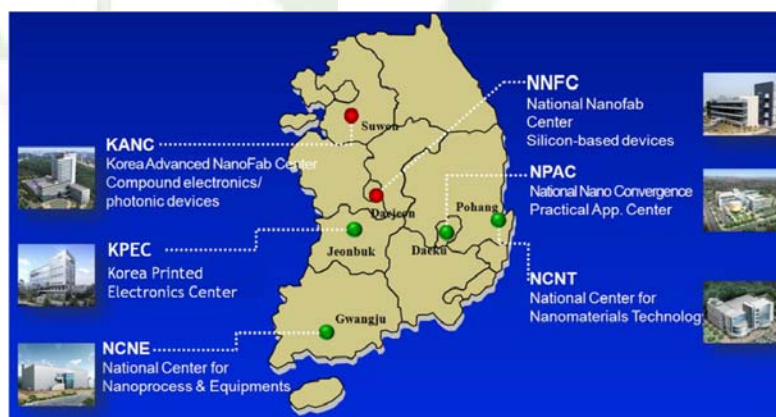 KANC
Korea Advanced NanoFab Center
Compound electronics/
photonic devices
KPEC
Korea Printed
Electronics Center
NCNE
National Center for
Nanoprocess & Equipments
Suwon
Daejeon
Jeonbuk
Gwangju
Daeku
Pohang
NNFC
National Nanofab
Center
Silicon-based devices
NPAC
National Nano Convergence
Practical App. Center
NCNT
National Center for
Nanomaterials Technology